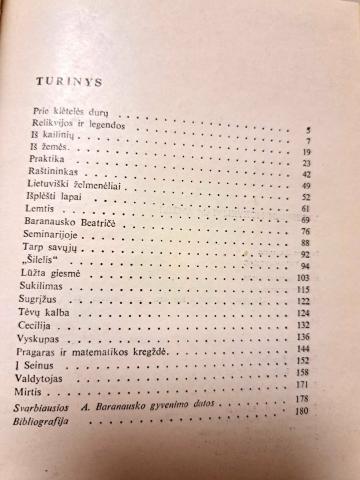 TURINYS
Prie klėtelės durų . . . . . . . . . . 5
Relikvijos ir legendos . . . . . . . . . . 7
Iš kailinių . . . . . . . . . . 19
Iš žemės . . . . . . . . . . 23
Praktika . . . . . . . . . . 42
Raštininkas . . . . . . . . . . 49
Lietuviški želmenėliai . . . . . . . . . . 52
Išplėšti lapai . . . . . . . . . . 61
Lemtis . . . . . . . . . . 69
Baranausko Beatričė . . . . . . . . . . 76
Seminarijoje . . . . . . . . . . 88
Tarp savųjų . . . . . . . . . . 92
„Šilelis“ . . . . . . . . . . 94
Lūžta giesmė . . . . . . . . . . 103
Sukilimas . . . . . . . . . . 115
Sugrįžus . . . . . . . . . . 122
Tėvų kalba . . . . . . . . . . 124
Cecilija . . . . . . . . . . 132
Vyskupas . . . . . . . . . . 136
Pragaras ir matematikos kregždė . . . . . . . . . . 144
Į Seinus . . . . . . . . . . 152
Valdytojas . . . . . . . . . . 158
Mirtis . . . . . . . . . . 171
Svarbiausios A. Baranausko gyvenimo datos . . . . . . 178
Bibliografija . . . . . . . . . . 180